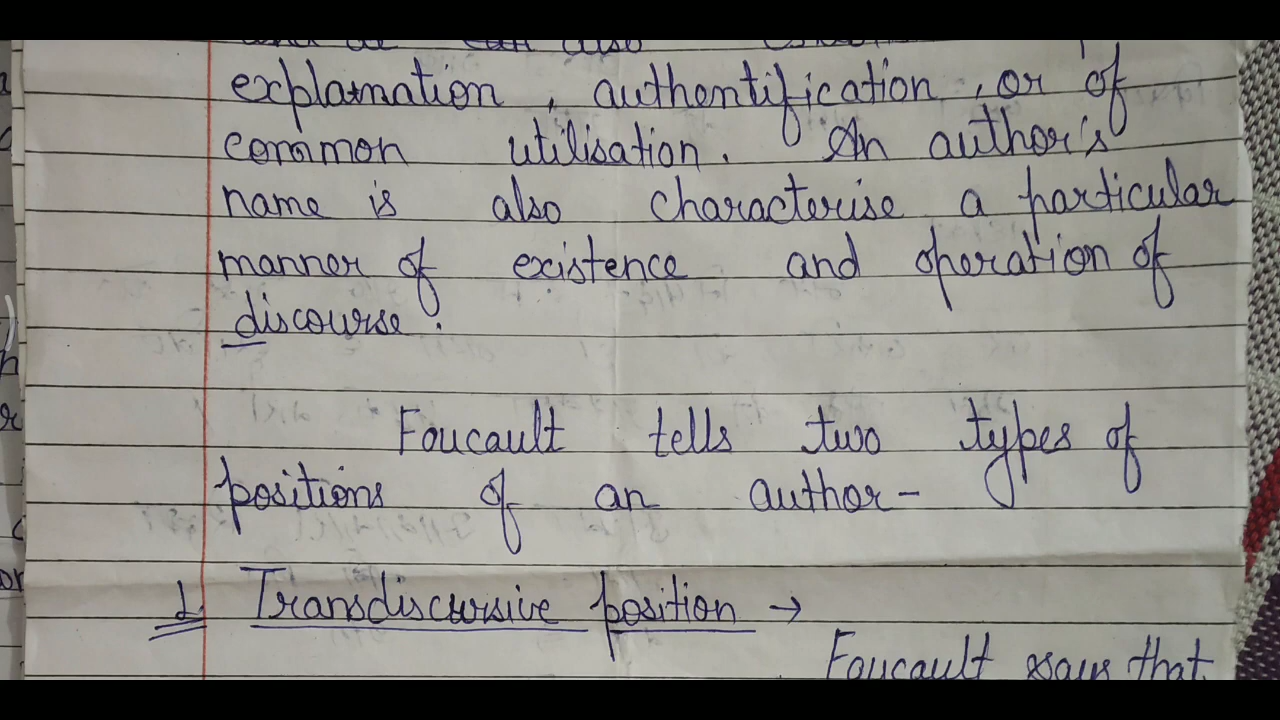 explamation, authentification, or of
common utilisation. An author's
name is also characterise a particular
manner of existence and operation of
discourse.
Foucault tells two types of
positions of an author-
1. Transdiscursive position →
Foucault says that